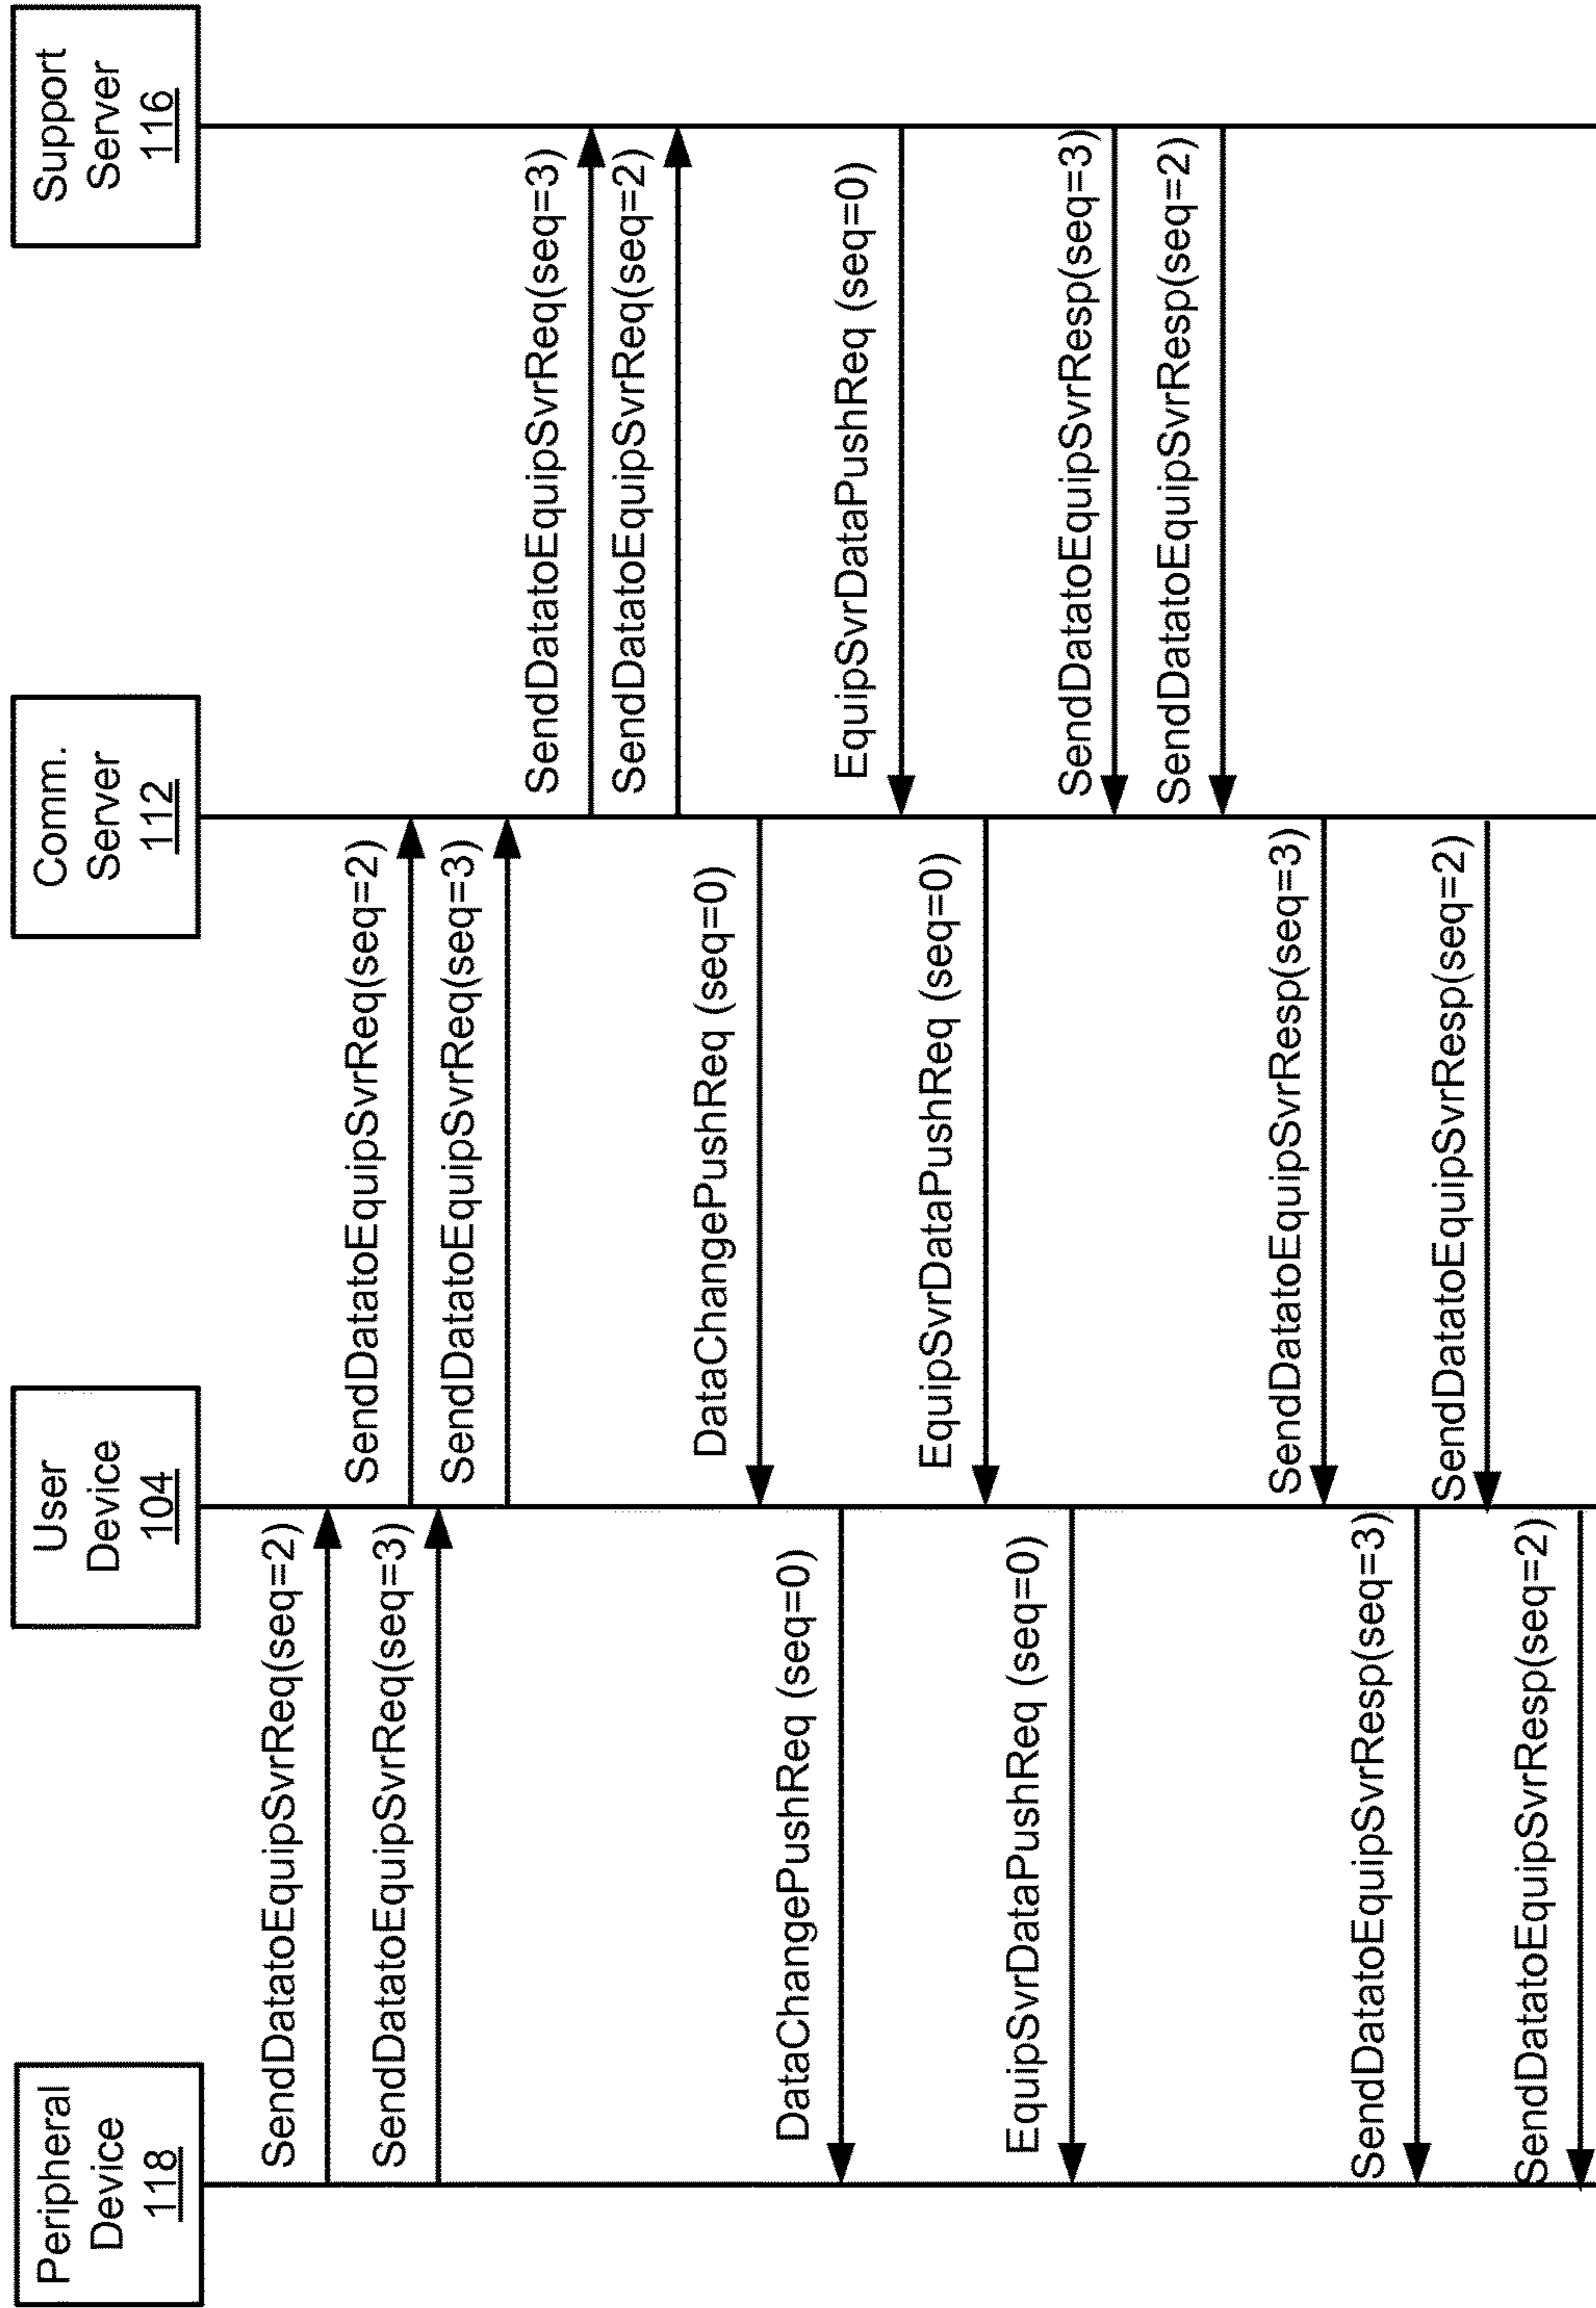 Peripheral
Device
118
User
Device
104
Comm.
Server
112
Support
Server
116
SendDatatoEquipSvrReq(seq=2)
SendDatatoEquipSvrReq(seq=2)
SendDatatoEquipSvrReq(seq=3)
SendDatatoEquipSvrReq(seq=3)
SendDatatoEquipSvrReq(seq=3)
SendDatatoEquipSvrReq(seq=2)
DataChangePushReq (seq=0)
DataChangePushReq (seq=0)
EquipSvrDataPushReq (seq=0)
EquipSvrDataPushReq (seq=0)
EquipSvrDataPushReq (seq=0)
SendDatatoEquipSvrResp(seq=3)
SendDatatoEquipSvrResp(seq=2)
SendDatatoEquipSvrResp(seq=3)
SendDatatoEquipSvrResp(seq=3)
SendDatatoEquipSvrResp(seq=2)
SendDatatoEquipSvrResp(seq=2)